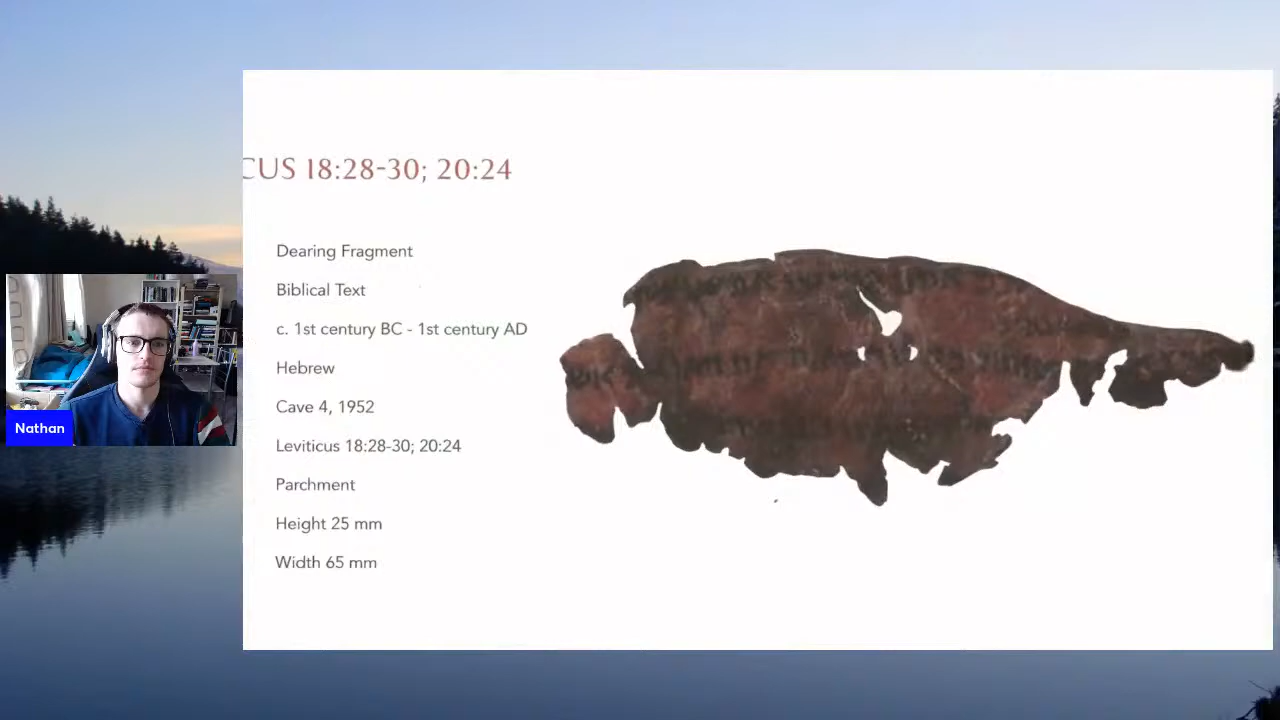 CUS 18:28-30; 20:24
Dearing Fragment
Biblical Text
c. 1st century BC - 1st century AD
Hebrew
Cave 4, 1952
Leviticus 18:28-30; 20:24
Parchment
Height 25 mm
Width 65 mm
Nathan